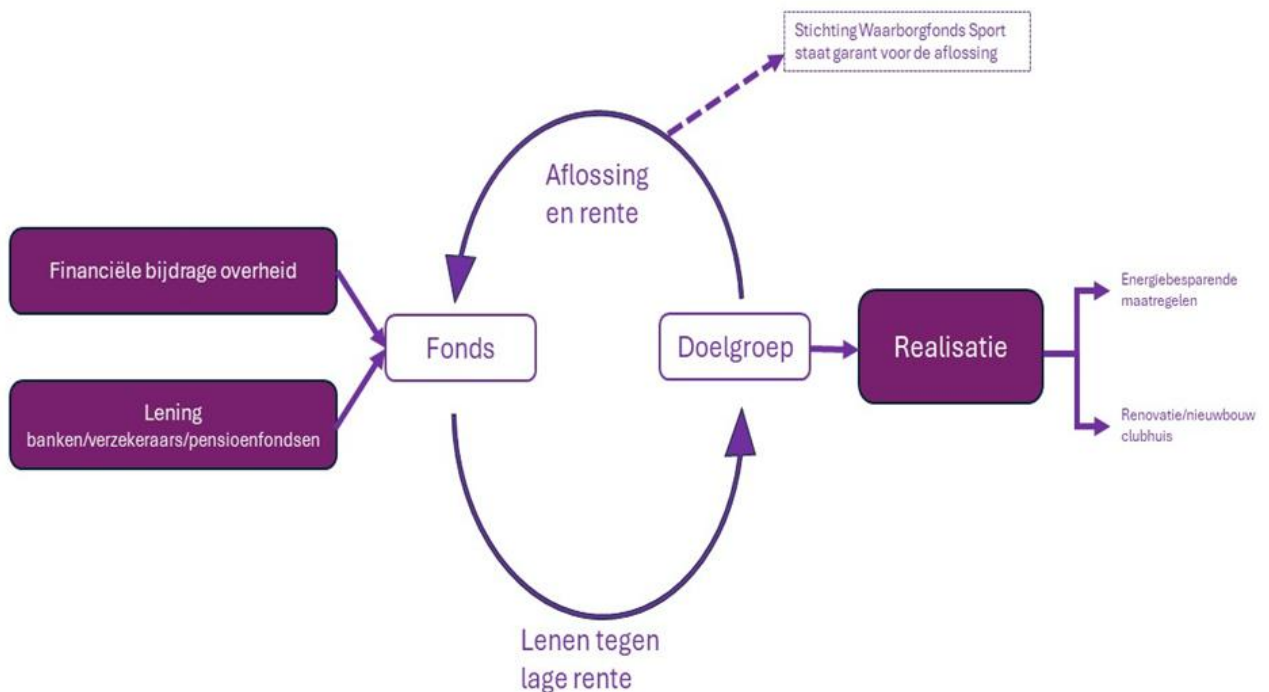 Stichting Waarborgfonds Sport
staat garant voor de aflossing
Aflossing
en rente
Financiële bijdrage overheid
Lening
banken/verzekeraars/pensioenfondsen
Fonds
Doelgroep
Realisatie
Energiebesparende
maatregelen
Renovatie/nieuwbouw
clubhuis
Lenen tegen
lage rente